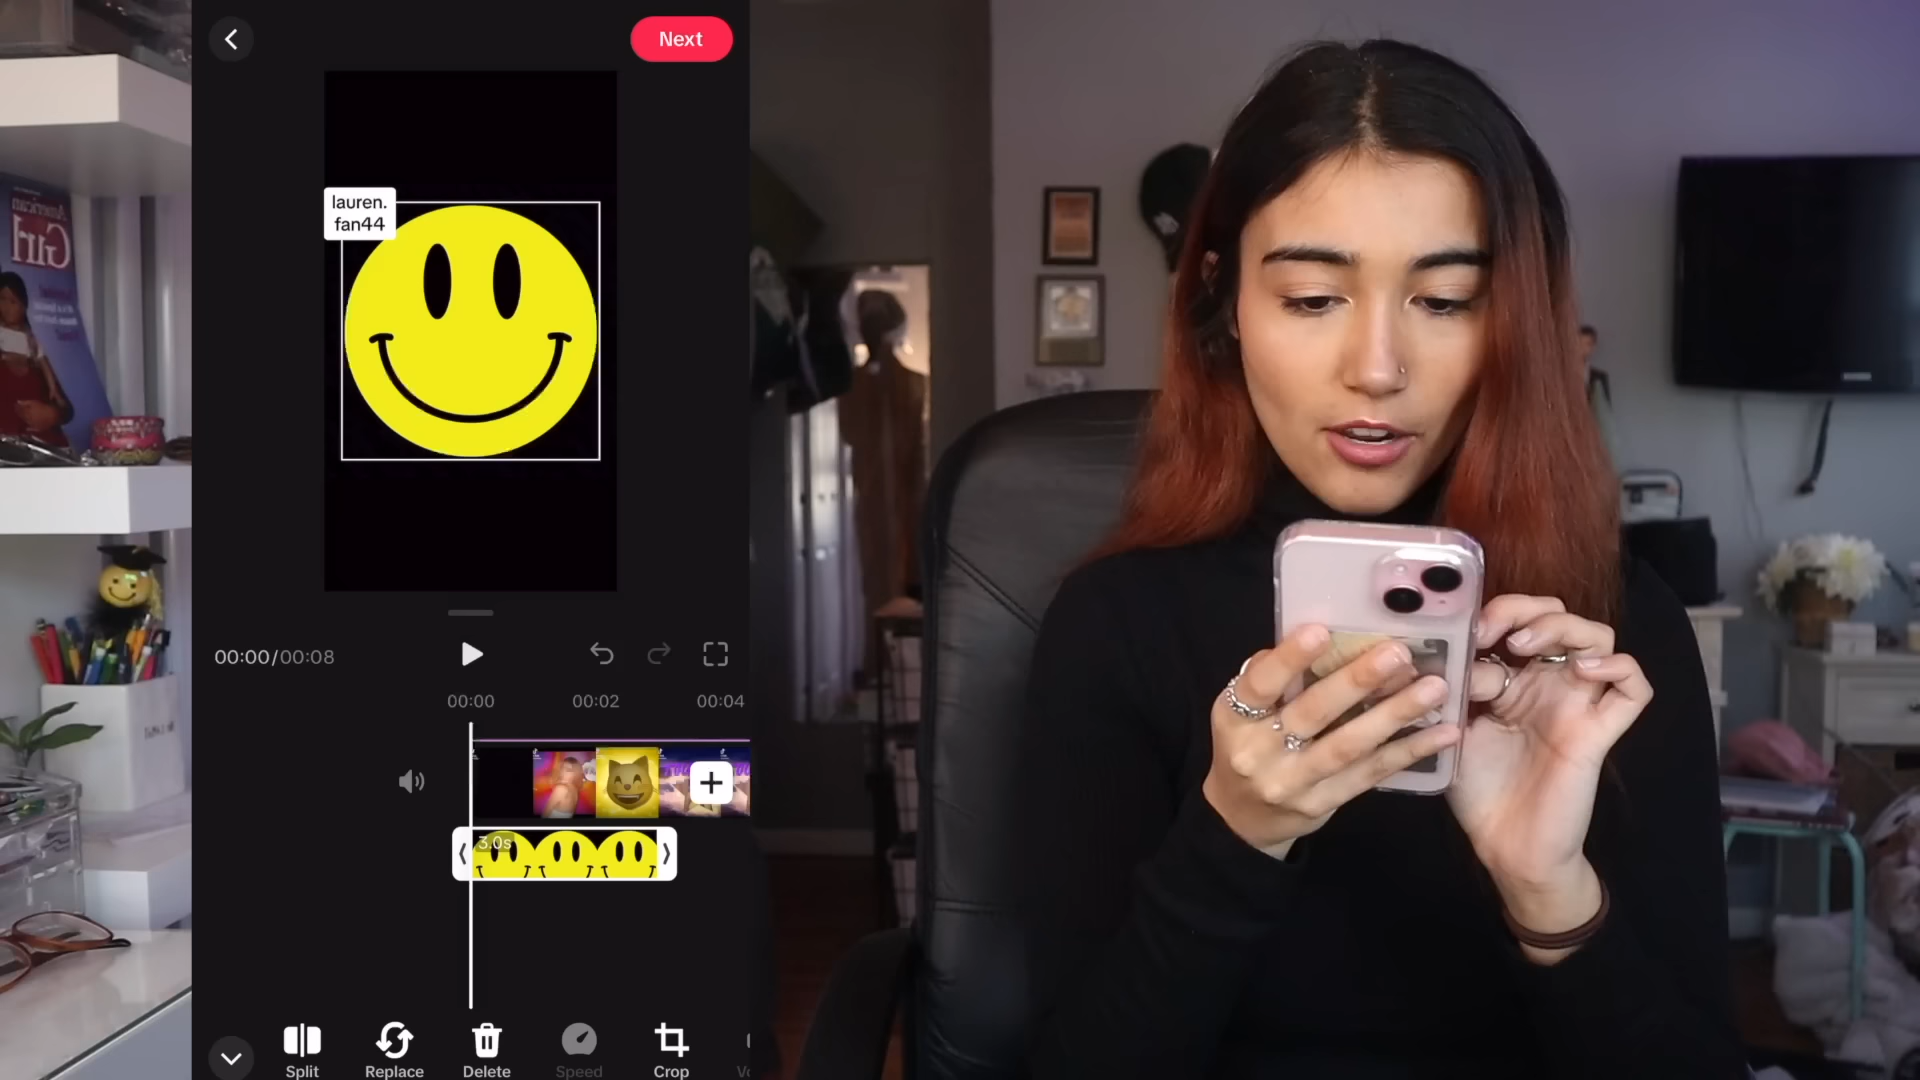 Next
lauren.
fan44
American
Girl
00:00/00:08
00:00
00:02
00:04
3.0s
Split
Replace
Delete
Speed
Crop